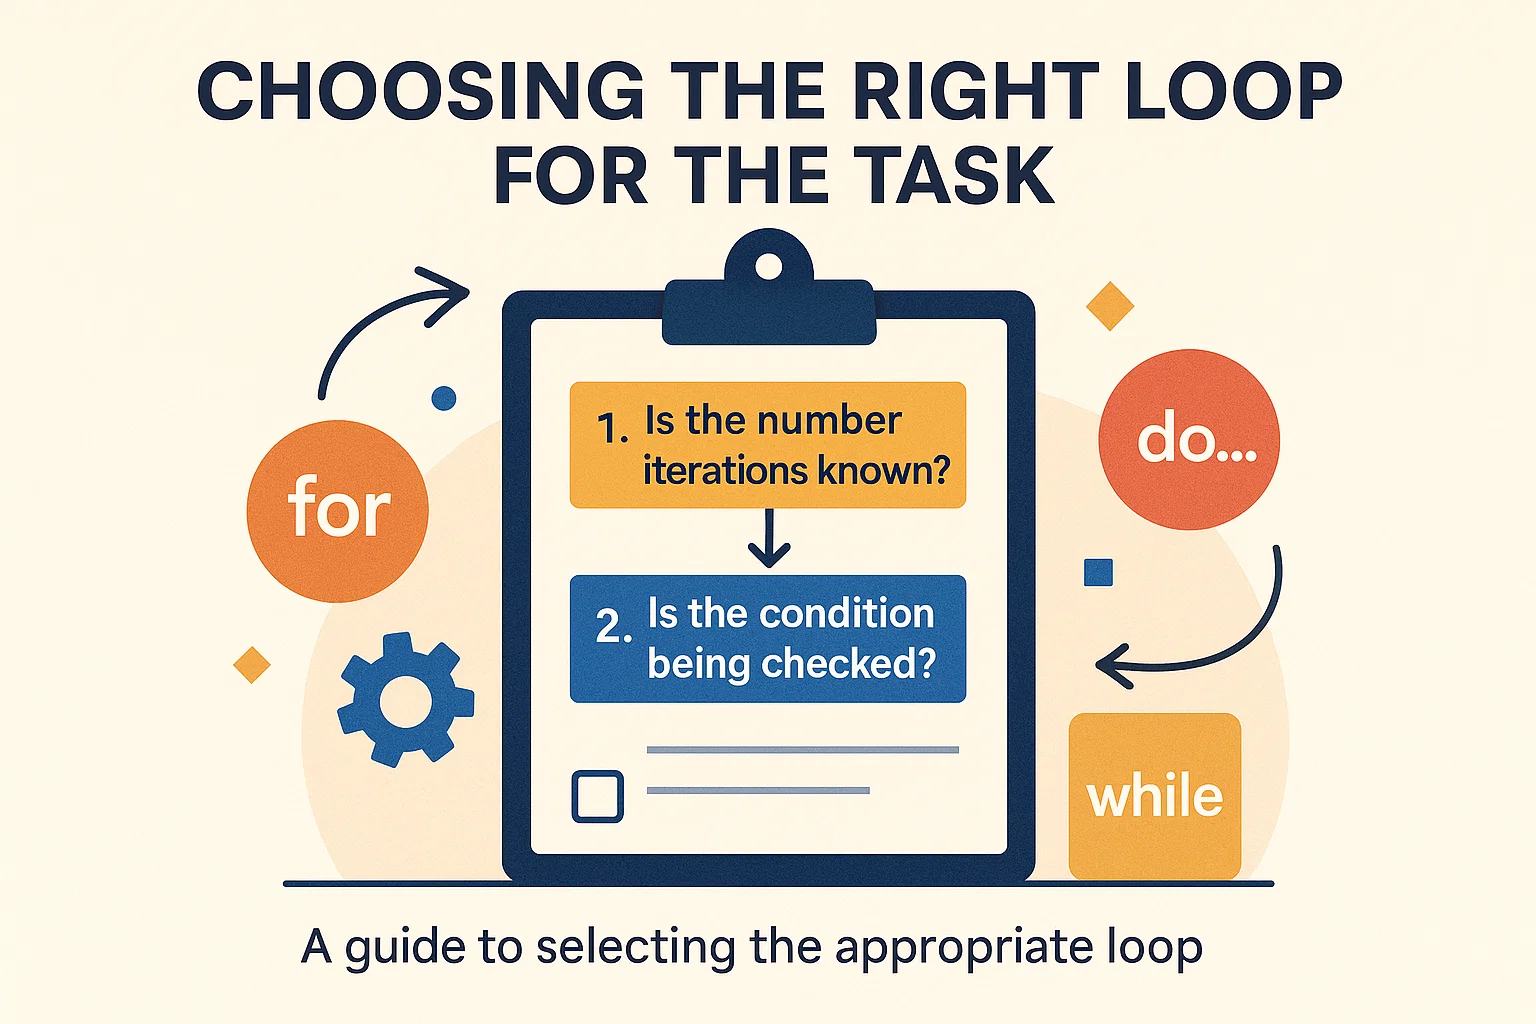 CHOOSING THE RIGHT LOOP
FOR THE TASK
for
1. Is the number
iterations known?
2. Is the condition
being checked?
do...
while
A guide to selecting the appropriate loop